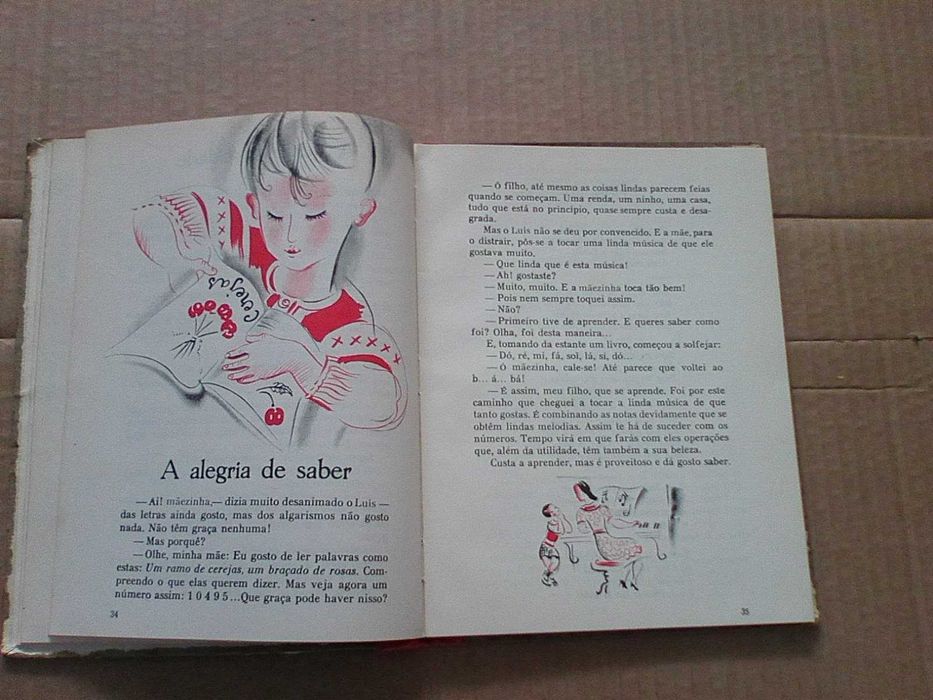 Cerejas
A alegria de saber
— Ai! mãezinha,— dizia muito desanimado o Luis —
das letras ainda gosto, mas dos algarismos não gosto
nada. Não têm graça nenhuma!
— Mas porquê?
— Olhe, minha mãe: Eu gosto de ler palavras como
estas: Um ramo de cerejas, um braçado de rosas. Com-
preendo o que elas querem dizer. Mas veja agora um
número assim: 1 0 4 9 5 ...Que graça pode haver nisso?
34
— Ó filho, até mesmo as coisas lindas parecem feias
quando se começam. Uma renda, um ninho, uma casa,
tudo que está no princípio, quase sempre custa e desa-
grada.
Mas o Luis não se deu por convencido. E a mãe, para
o distrair, pôs-se a tocar uma linda música de que ele
gostava muito.
— Que linda que é esta música!
— Ah! gostaste?
— Muito, muito. E a mãezinha toca tão bem!
— Pois nem sempre toquei assim.
— Não?
— Primeiro tive de aprender. E queres saber como
foi? Olha, foi desta maneira...
E, tomando da estante um livro, começou a solfejar:
— Dó, ré, mi, fá, sol, lá, si, dó...
— Ó mãezinha, cale-se! Até parece que voltei ao
b... á... bá!
— É assim, meu filho, que se aprende. Foi por este
caminho que cheguei a tocar a linda música de que
tanto gostas. É combinando as notas devidamente que se
obtêm lindas melodias. Assim te há de suceder com os
números. Tempo virá em que farás com eles operações
que, além da utilidade, têm também a sua beleza.
Custa a aprender, mas é proveitoso e dá gosto saber.
35